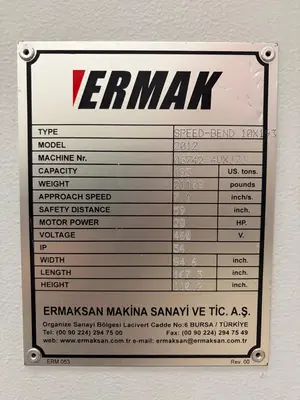 ERMAK
TYPE SPEED-BEND 10X193
MODEL 2012
MACHINE Nr.
CAPACITY US. tons.
WEIGHT pounds
APPROACH SPEED inch/s.
SAFETY DISTANCE inch.
MOTOR POWER HP.
VOLTAGE V.
IP 54
WIDTH inch.
LENGTH inch.
HEIGHT inch.
ERMAKSAN MAKİNA SANAYİ VE TİC. A.Ş.
Organize Sanayi Bölgesi Lacivert Cadde No:6 BURSA / TÜRKİYE
Tel: (00 90 224) 294 75 00 Fax: (00 90 224) 294 75 49
www.ermaksan.com.tr e-mail: ermaksan@ermaksan.com.tr
ERM 053 Rev. 00